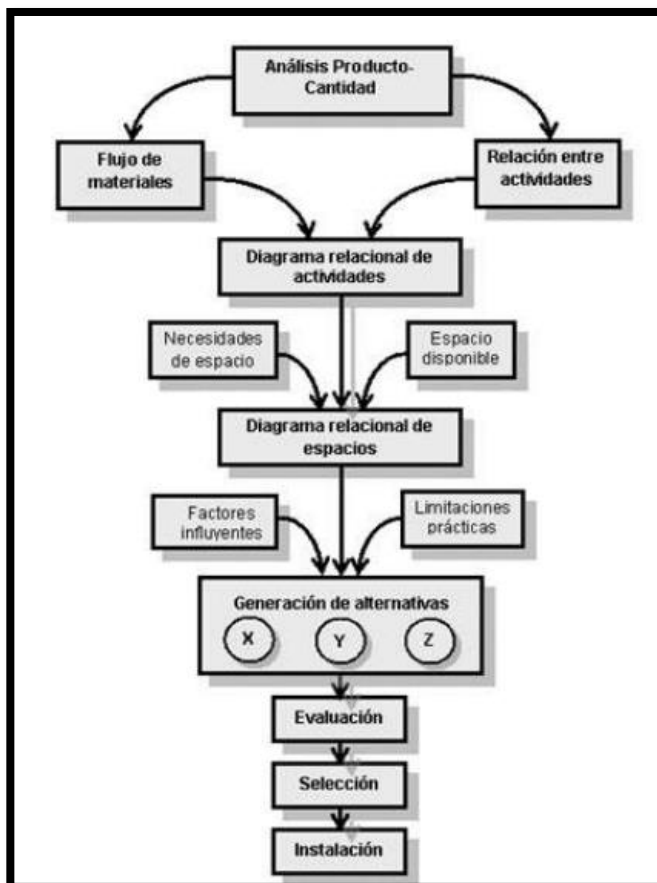 Análisis Producto-
Cantidad
Flujo de
materiales
Relación entre
actividades
Diagrama relacional de
actividades
Necesidades
de espacio
Espacio
disponible
Diagrama relacional de
espacios
Factores
influyentes
Limitaciones
prácticas
Generación de alternativas
X
Y
Z
Evaluación
Selección
Instalación